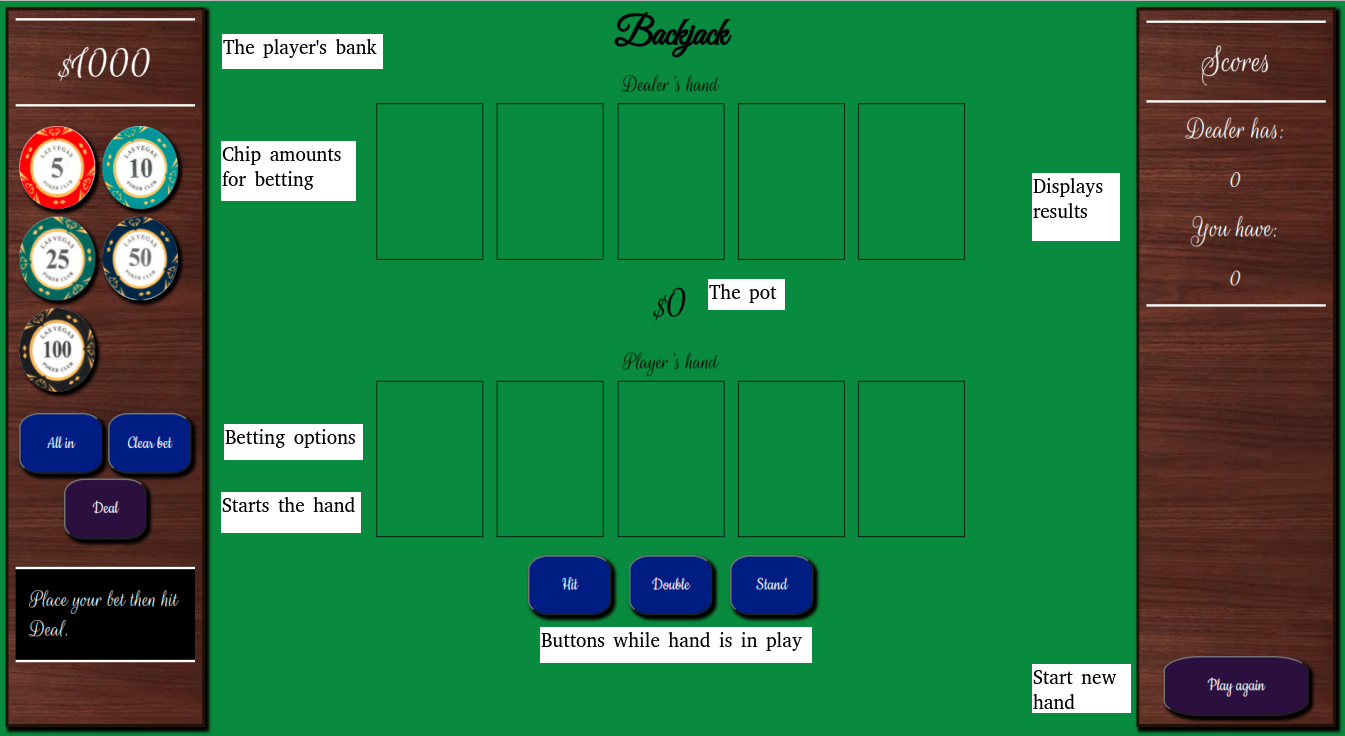 $1000
The player's bank
LAS VEGAS
5
POKER CLUB
LAS VEGAS
10
POKER CLUB
Chip amounts
for betting
LAS VEGAS
25
POKER CLUB
LAS VEGAS
50
POKER CLUB
LAS VEGAS
100
POKER CLUB
All in
Clear bet
Betting options
Deal
Starts the hand
Place your bet then hit
Deal.
Backjack
Dealer's hand
$0
The pot
Player's hand
Hit
Double
Stand
Buttons while hand is in play
Scores
Dealer has:
0
You have:
0
Displays
results
Start new
hand
Play again